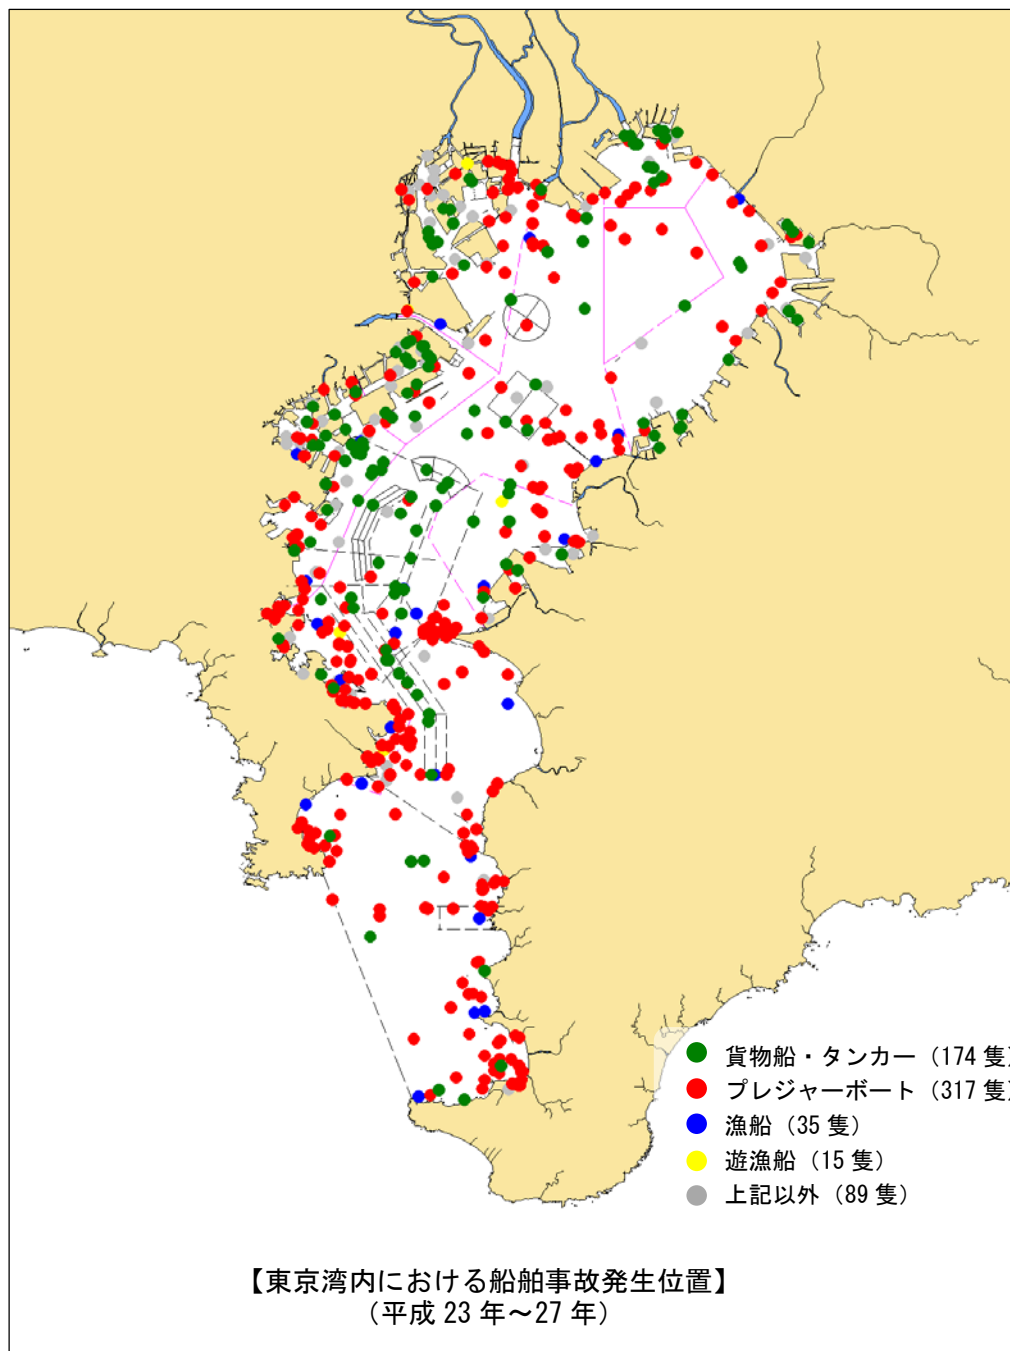 貨物船・タンカー（174 隻）
プレジャーボート（317 隻）
漁船（35 隻）
遊漁船（15 隻）
上記以外（89 隻）
【東京湾内における船舶事故発生位置】
（平成 23 年～27 年）